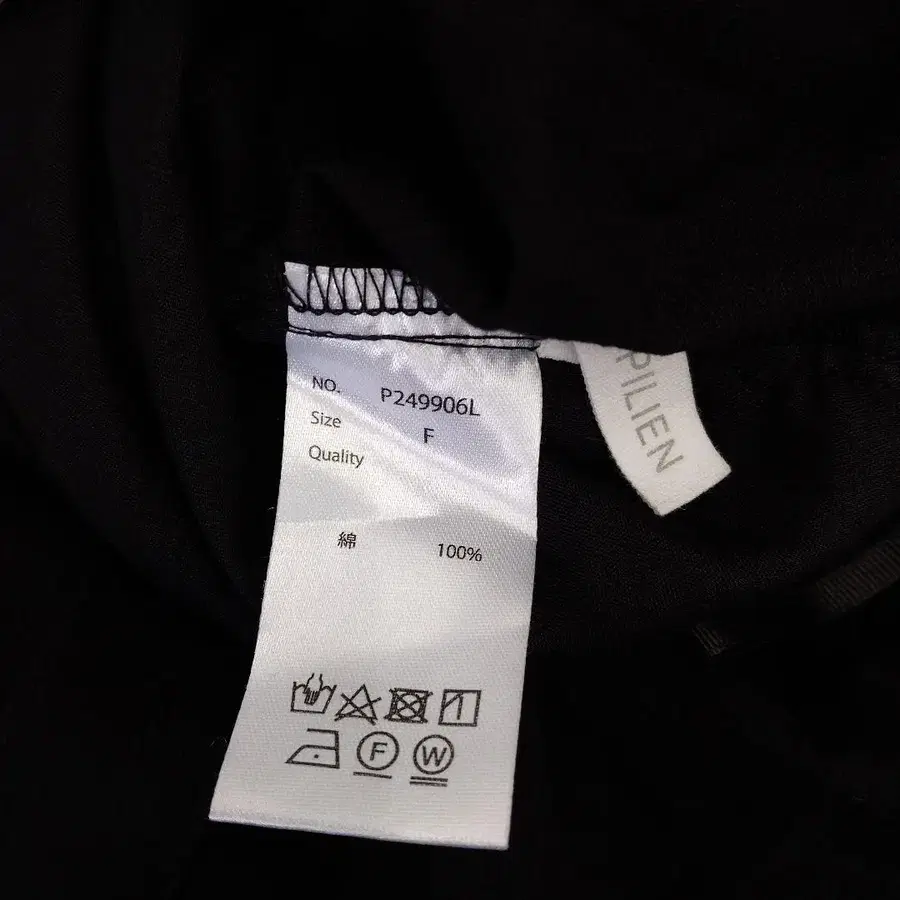 NO. P249906L
Size F
Quality
綿 100%
F W
PILIEN